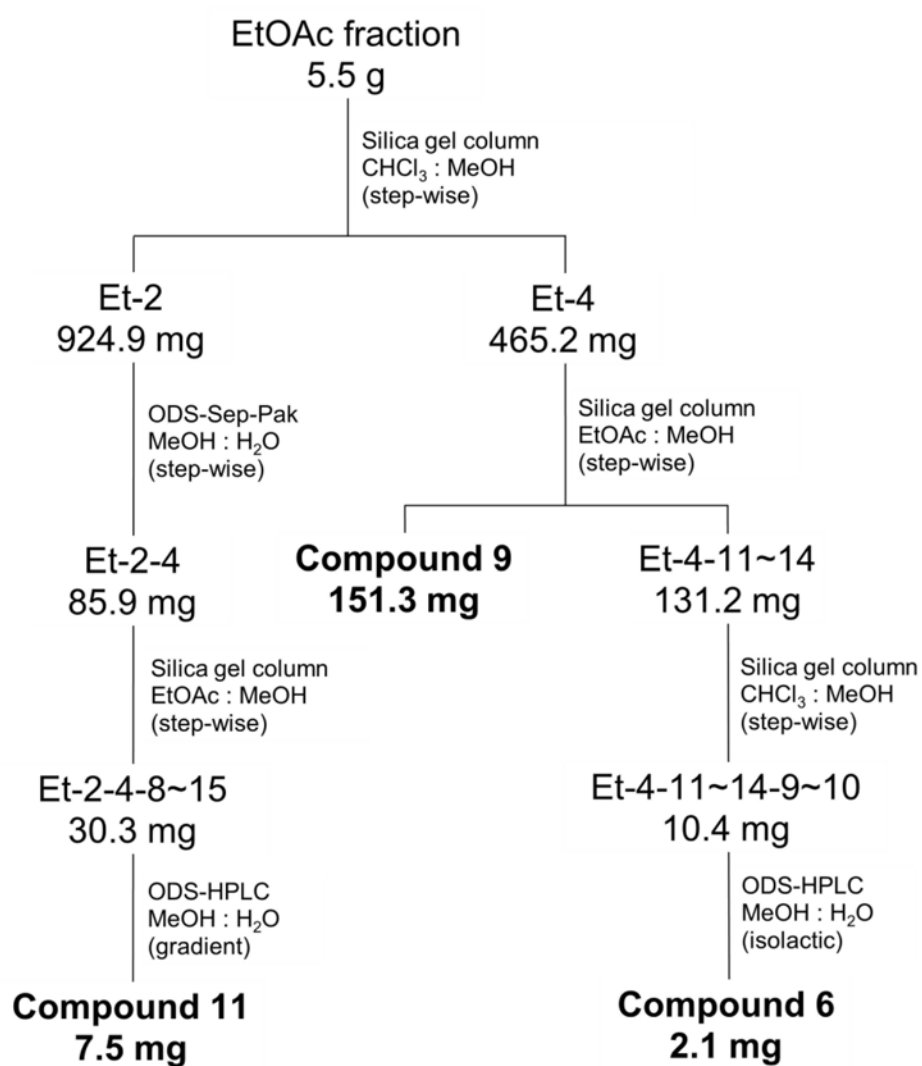 EtOAc fraction
5.5 g
Silica gel column
CHCl₃ : MeOH
(step-wise)
Et-2
924.9 mg
Et-4
465.2 mg
ODS-Sep-Pak
MeOH : H₂O
(step-wise)
Silica gel column
EtOAc : MeOH
(step-wise)
Et-2-4
85.9 mg
Compound 9
151.3 mg
Et-4-11~14
131.2 mg
Silica gel column
EtOAc : MeOH
(step-wise)
Silica gel column
CHCl₃ : MeOH
(step-wise)
Et-2-4-8~15
30.3 mg
Et-4-11~14-9~10
10.4 mg
ODS-HPLC
MeOH : H₂O
(gradient)
ODS-HPLC
MeOH : H₂O
(isolactic)
Compound 11
7.5 mg
Compound 6
2.1 mg